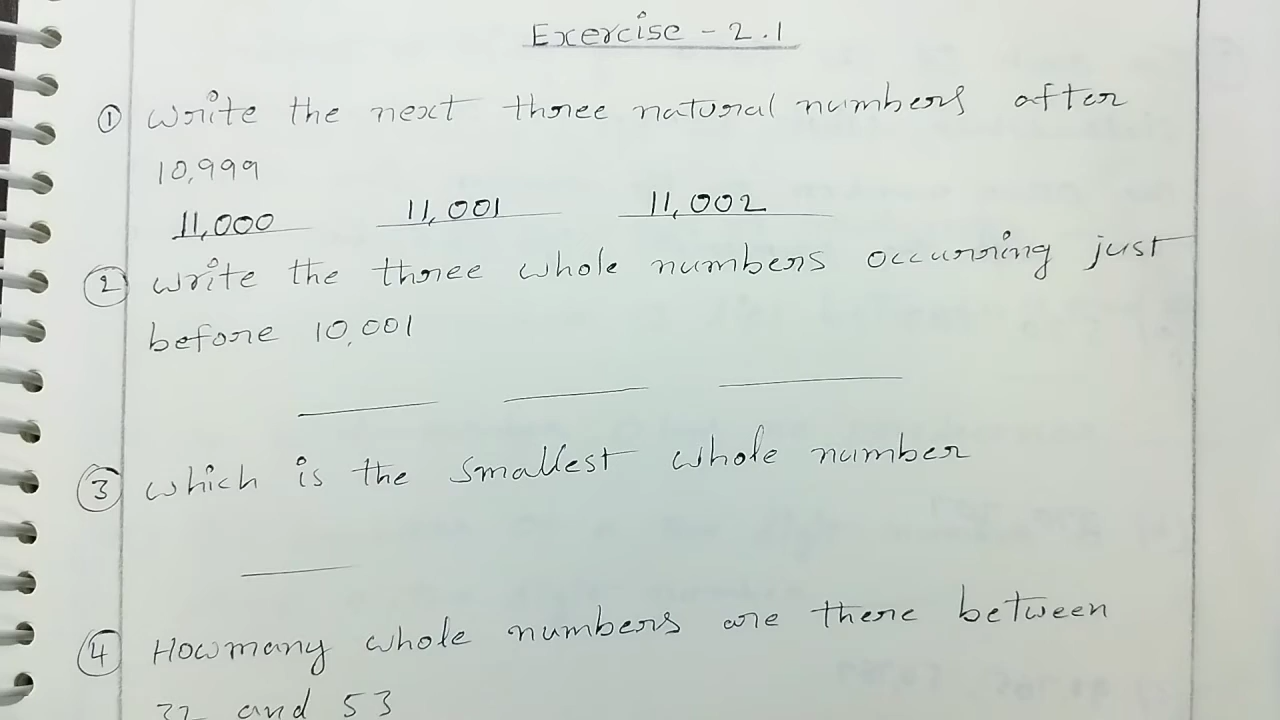 Exercise - 2.1
① Write the next three natural numbers after
10,999
11,000 11,001 11,002
② Write the three whole numbers occurring just
before 10,001
③ Which is the smallest whole number
④ Howmany whole numbers are there between
and 53